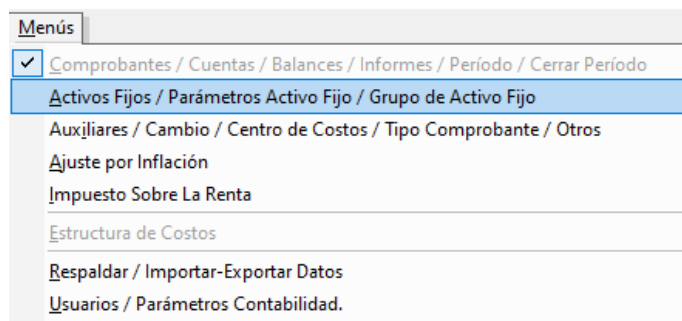 Menús
Comprobantes / Cuentas / Balances / Informes / Período / Cerrar Período
Activos Fijos / Parámetros Activo Fijo / Grupo de Activo Fijo
Auxiliares / Cambio / Centro de Costos / Tipo Comprobante / Otros
Ajuste por Inflación
Impuesto Sobre La Renta
Estructura de Costos
Respaldar / Importar-Exportar Datos
Usuarios / Parámetros Contabilidad.